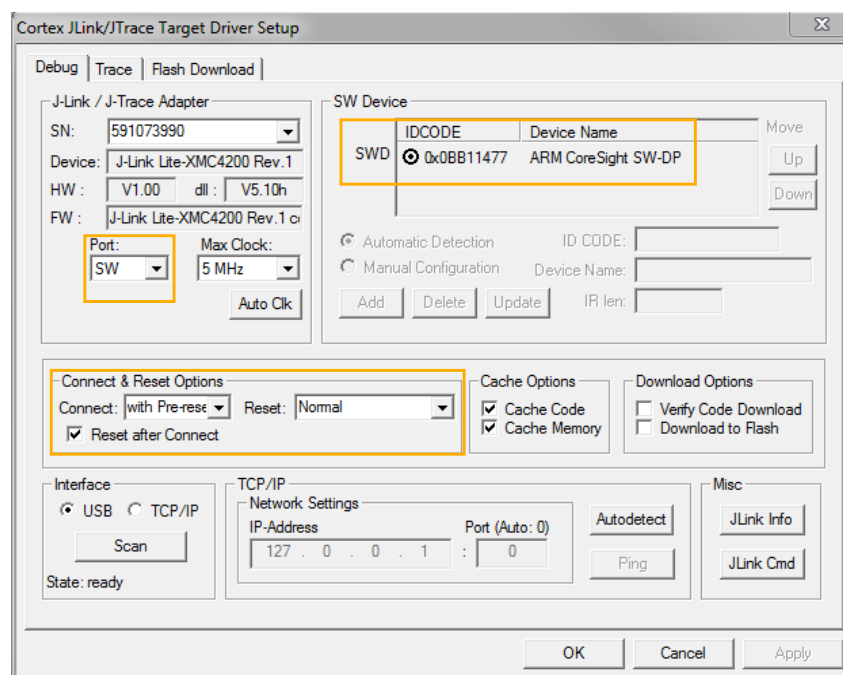 Cortex JLink/JTrace Target Driver Setup
Debug Trace Flash Download
J-Link / J-Trace Adapter
SN: 591073990
Device: J-Link Lite-XMC4200 Rev.1
HW : V1.00 dll : V5.10h
FW : J-Link Lite-XMC4200 Rev.1 c
Port: Max Clock:
SW 5 MHz
Auto Clk
SW Device
IDCODE Device Name
SWD 0x0BB11477 ARM CoreSight SW-DP
Move
Up
Down
Automatic Detection ID CODE:
Manual Configuration Device Name:
Add Delete Update IR len:
Connect & Reset Options
Connect: with Pre-rese Reset: Normal
Reset after Connect
Cache Options
Cache Code
Cache Memory
Download Options
Verify Code Download
Download to Flash
Interface
USB TCP/IP
Scan
State: ready
TCP/IP
Network Settings
IP-Address Port (Auto: 0)
127 . 0 . 0 . 1 : 0
Autodetect
Ping
Misc
JLink Info
JLink Cmd
OK Cancel Apply